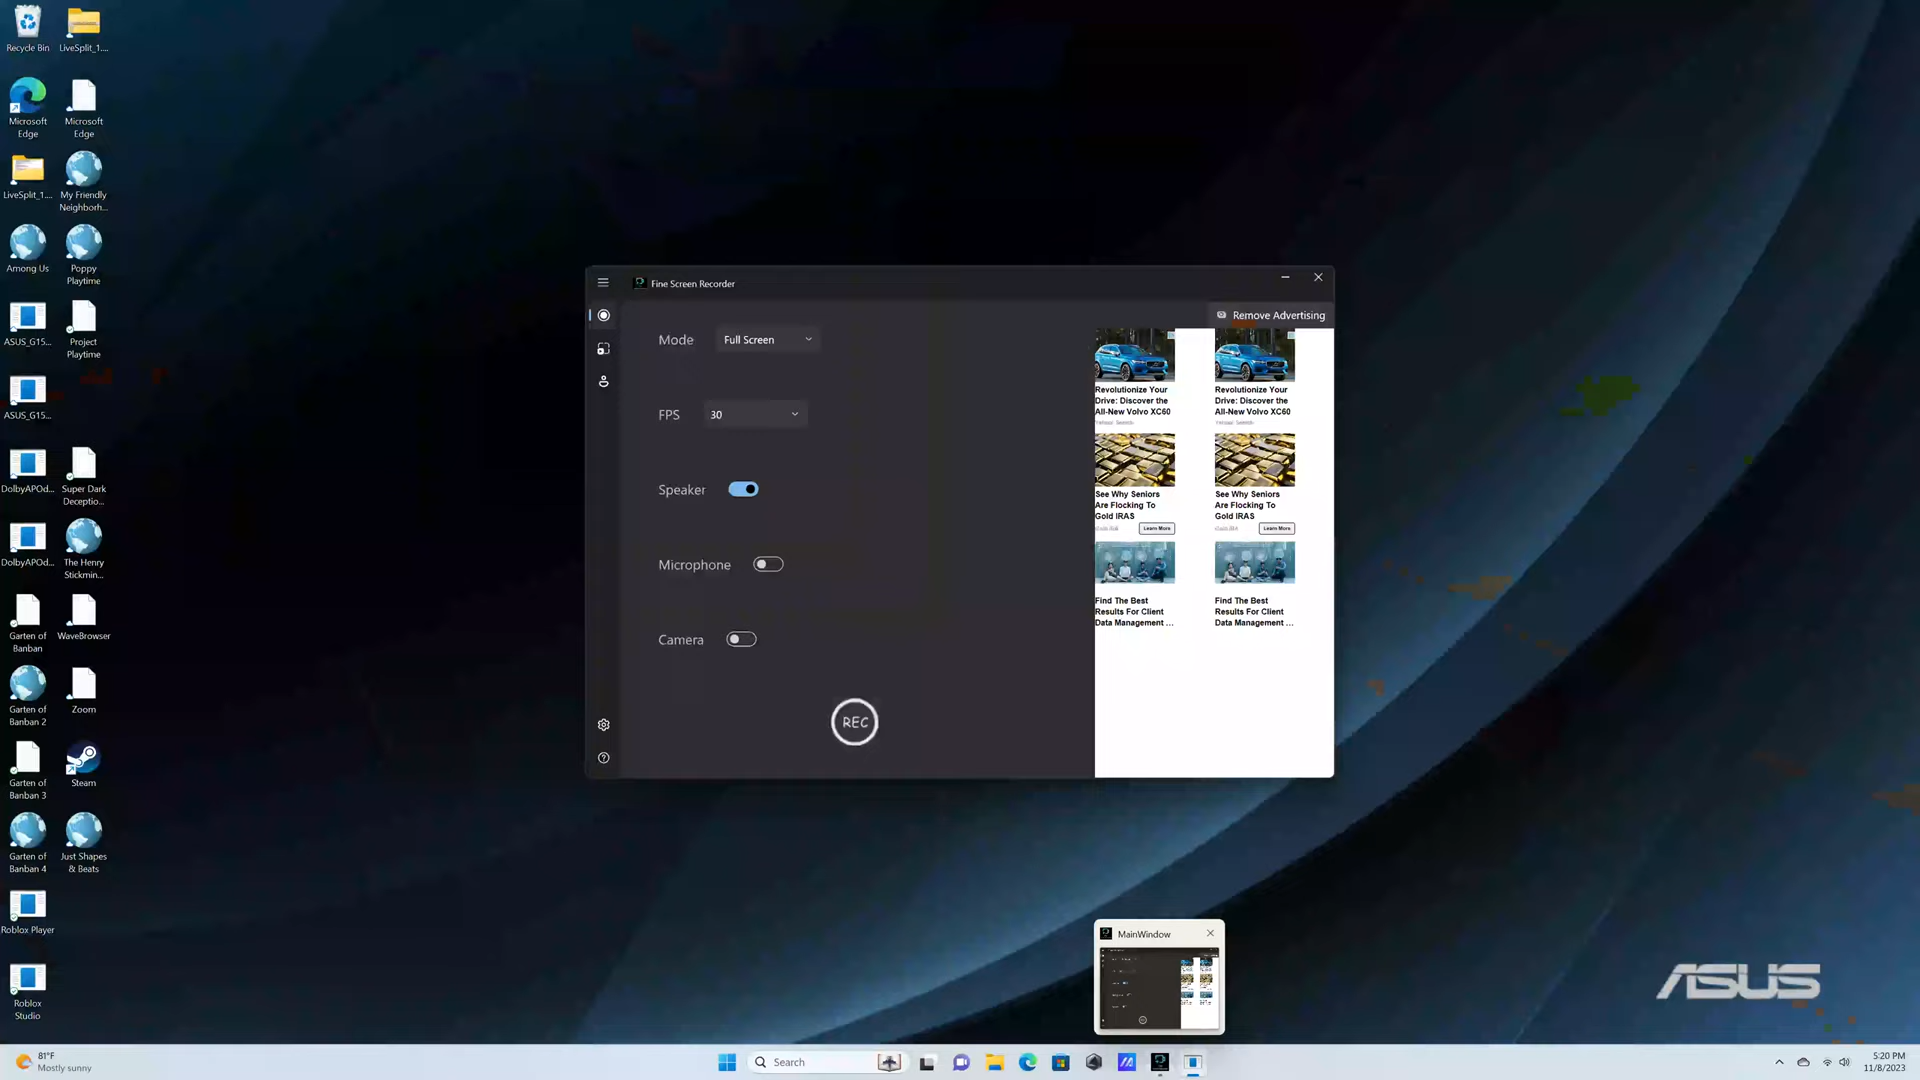 Recycle Bin
LiveSplit_1....
Microsoft
Edge
Microsoft
Edge
LiveSplit_1....
My Friendly
Neighborh...
Among Us
Poppy
Playtime
ASUS_G15...
Project
Playtime
ASUS_G15...
DolbyAPOd...
Super Dark
Deceptio...
DolbyAPOd...
The Henry
Stickmin...
Garten of
Banban
WaveBrowser
Garten of
Banban 2
Zoom
Garten of
Banban 3
Steam
Garten of
Banban 4
Just Shapes
& Beats
Roblox Player
Roblox
Studio
Fine Screen Recorder
Remove Advertising
Mode
Full Screen
FPS
30
Speaker
Microphone
Camera
REC
Revolutionize Your
Drive: Discover the
All-New Volvo XC60
See Why Seniors
Are Flocking To
Gold IRAS
Learn More
Find The Best
Results For Client
Data Management ...
Revolutionize Your
Drive: Discover the
All-New Volvo XC60
See Why Seniors
Are Flocking To
Gold IRAS
Learn More
Find The Best
Results For Client
Data Management ...
MainWindow
ASUS
81°F
Mostly sunny
Search
5:20 PM
11/8/2023